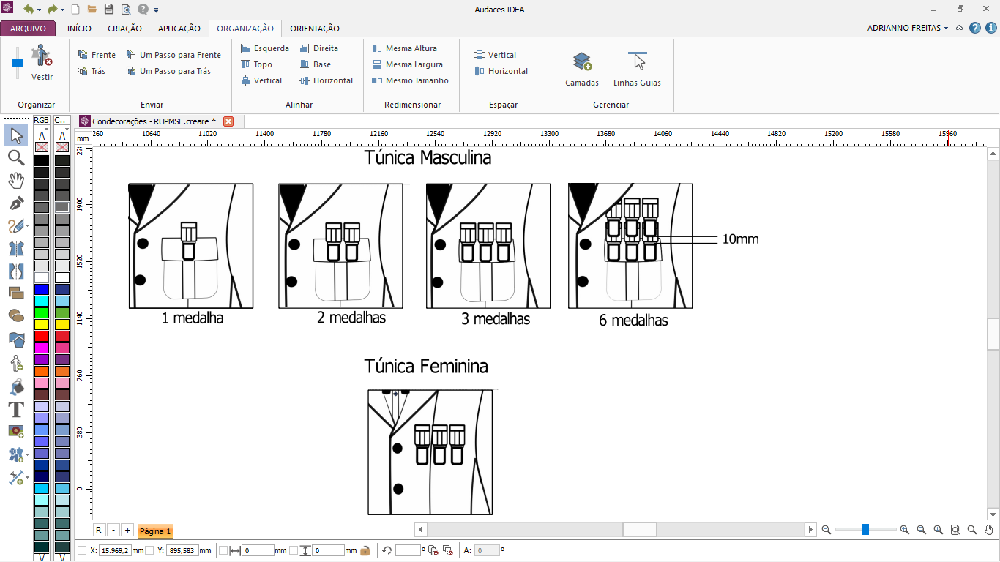 Audaces IDEA
ARQUIVO INÍCIO CRIAÇÃO APLICAÇÃO ORGANIZAÇÃO ORIENTAÇÃO ADRIANNO FREITAS
Frente Um Passo para Frente Esquerda Direita Mesma Altura Vertical
Trás Um Passo para Trás Topo Base Mesma Largura Horizontal
Vestir Vertical Horizontal Mesmo Tamanho Camadas Linhas Guias
Organizar Enviar Alinhar Redimensionar Espaçar Gerenciar
RGB C.. Condecorações - RUPMSE.creare *
mm 260 10640 11020 11400 11780 12160 12540 12920 13300 13680 14060 14440 14820 15200 15580 15960
Túnica Masculina
1900
10mm
1520
1 medalha 2 medalhas 3 medalhas 6 medalhas
1140
Túnica Feminina
760
380
0
R - + Página 1
X: 15.969,2 mm Y: 895,583 mm 0 mm 0 mm º A: 0 º